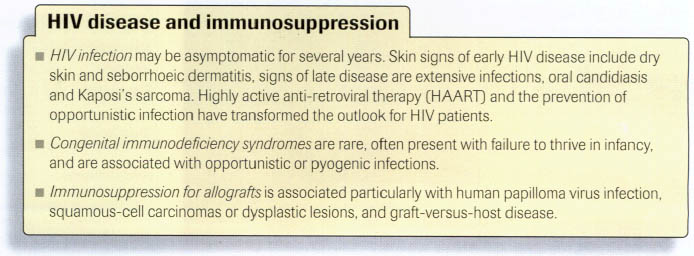 HIV disease and immunosuppression
■ HIV infection may be asymptomatic for several years. Skin signs of early HIV disease include dry
skin and seborrhoeic dermatitis, signs of late disease are extensive infections, oral candidiasis
and Kaposi's sarcoma. Highly active anti-retroviral therapy (HAART) and the prevention of
opportunistic infection have transformed the outlook for HIV patients.
■ Congenital immunodeficiency syndromes are rare, often present with failure to thrive in infancy,
and are associated with opportunistic or pyogenic infections.
■ Immunosuppression for allografts is associated particularly with human papilloma virus infection,
squamous-cell carcinomas or dysplastic lesions, and graft-versus-host disease.